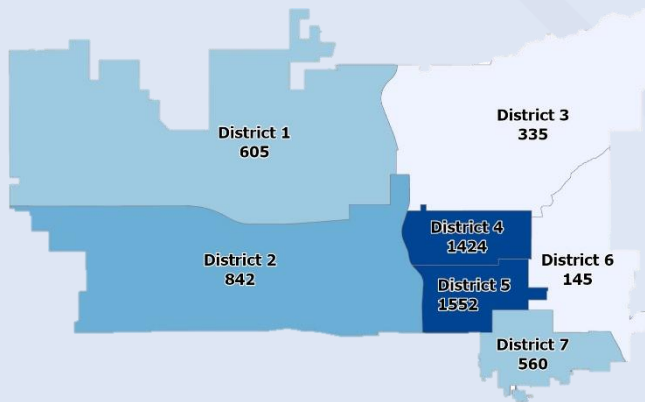 District 1
605
District 3
335
District 2
842
District 4
1424
District 5
1552
District 6
145
District 7
560